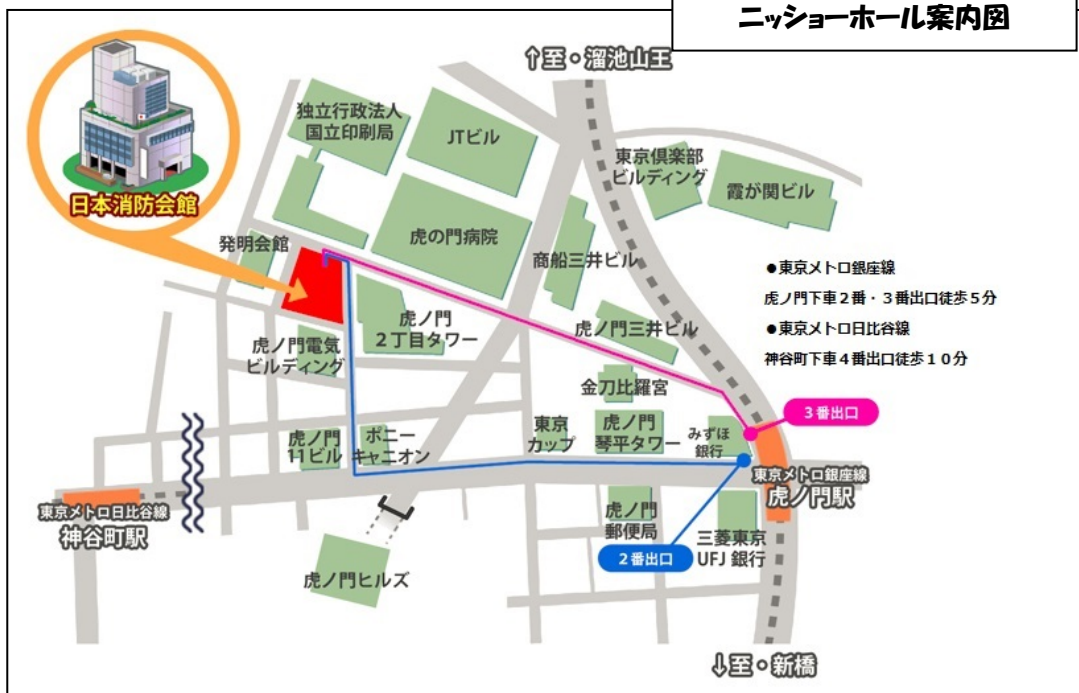 ニッショーホール案内図
↑至・溜池山王
独立行政法人
国立印刷局
JTビル
東京倶楽部
ビルディング
霞が関ビル
日本消防会館
発明会館
虎の門病院
商船三井ビル
●東京メトロ銀座線
虎ノ門下車2番・3番出口徒歩5分
●東京メトロ日比谷線
神谷町下車4番出口徒歩10分
虎ノ門
2丁目タワー
虎ノ門三井ビル
虎ノ門電気
ビルディング
金刀比羅宮
3番出口
虎ノ門
11ビル
ポニー
キャニオン
東京
カップ
虎ノ門
琴平タワー
みずほ
銀行
東京メトロ銀座線
虎ノ門駅
東京メトロ日比谷線
神谷町駅
虎ノ門
郵便局
三菱東京
UFJ 銀行
2番出口
虎ノ門ヒルズ
↓至・新橋